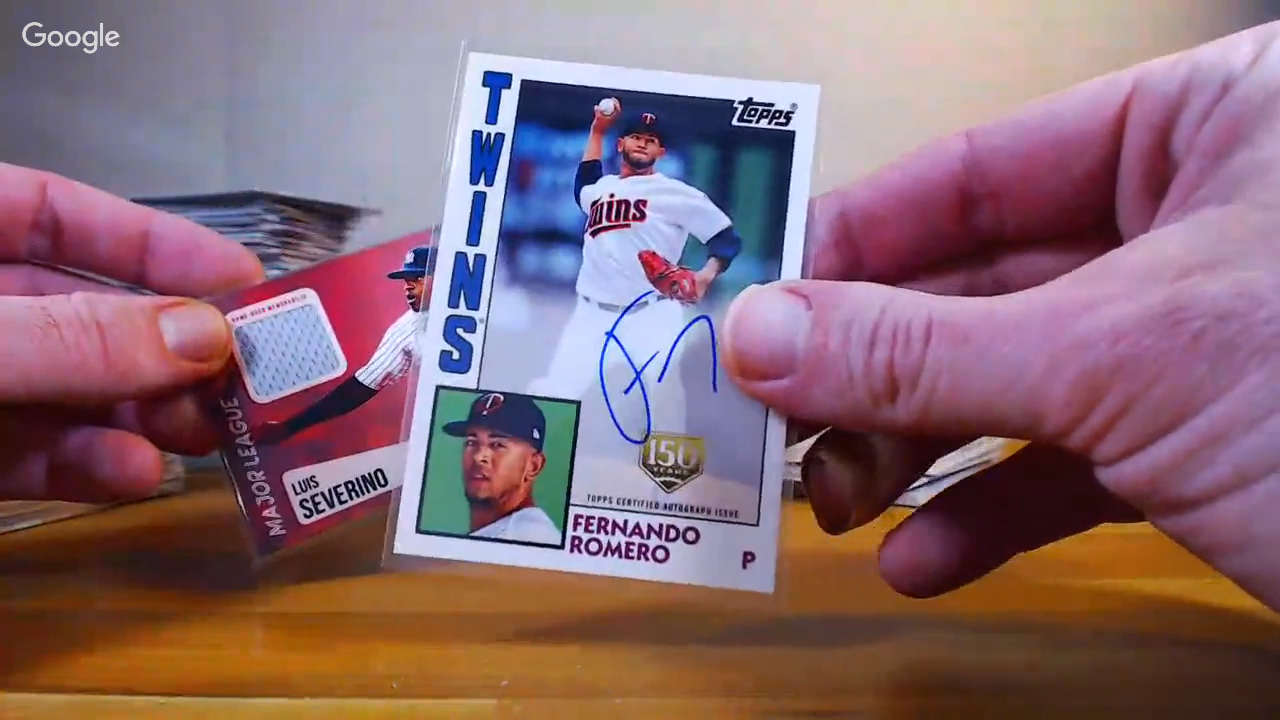 Google
TWINS
Topps
Twins
150
YEARS
TOPPS CERTIFIED AUTOGRAPH ISSUE
FERNANDO
ROMERO
P
GAME-USED MEMORABILIA
MAJOR LEAGUE
LUIS
SEVERINO